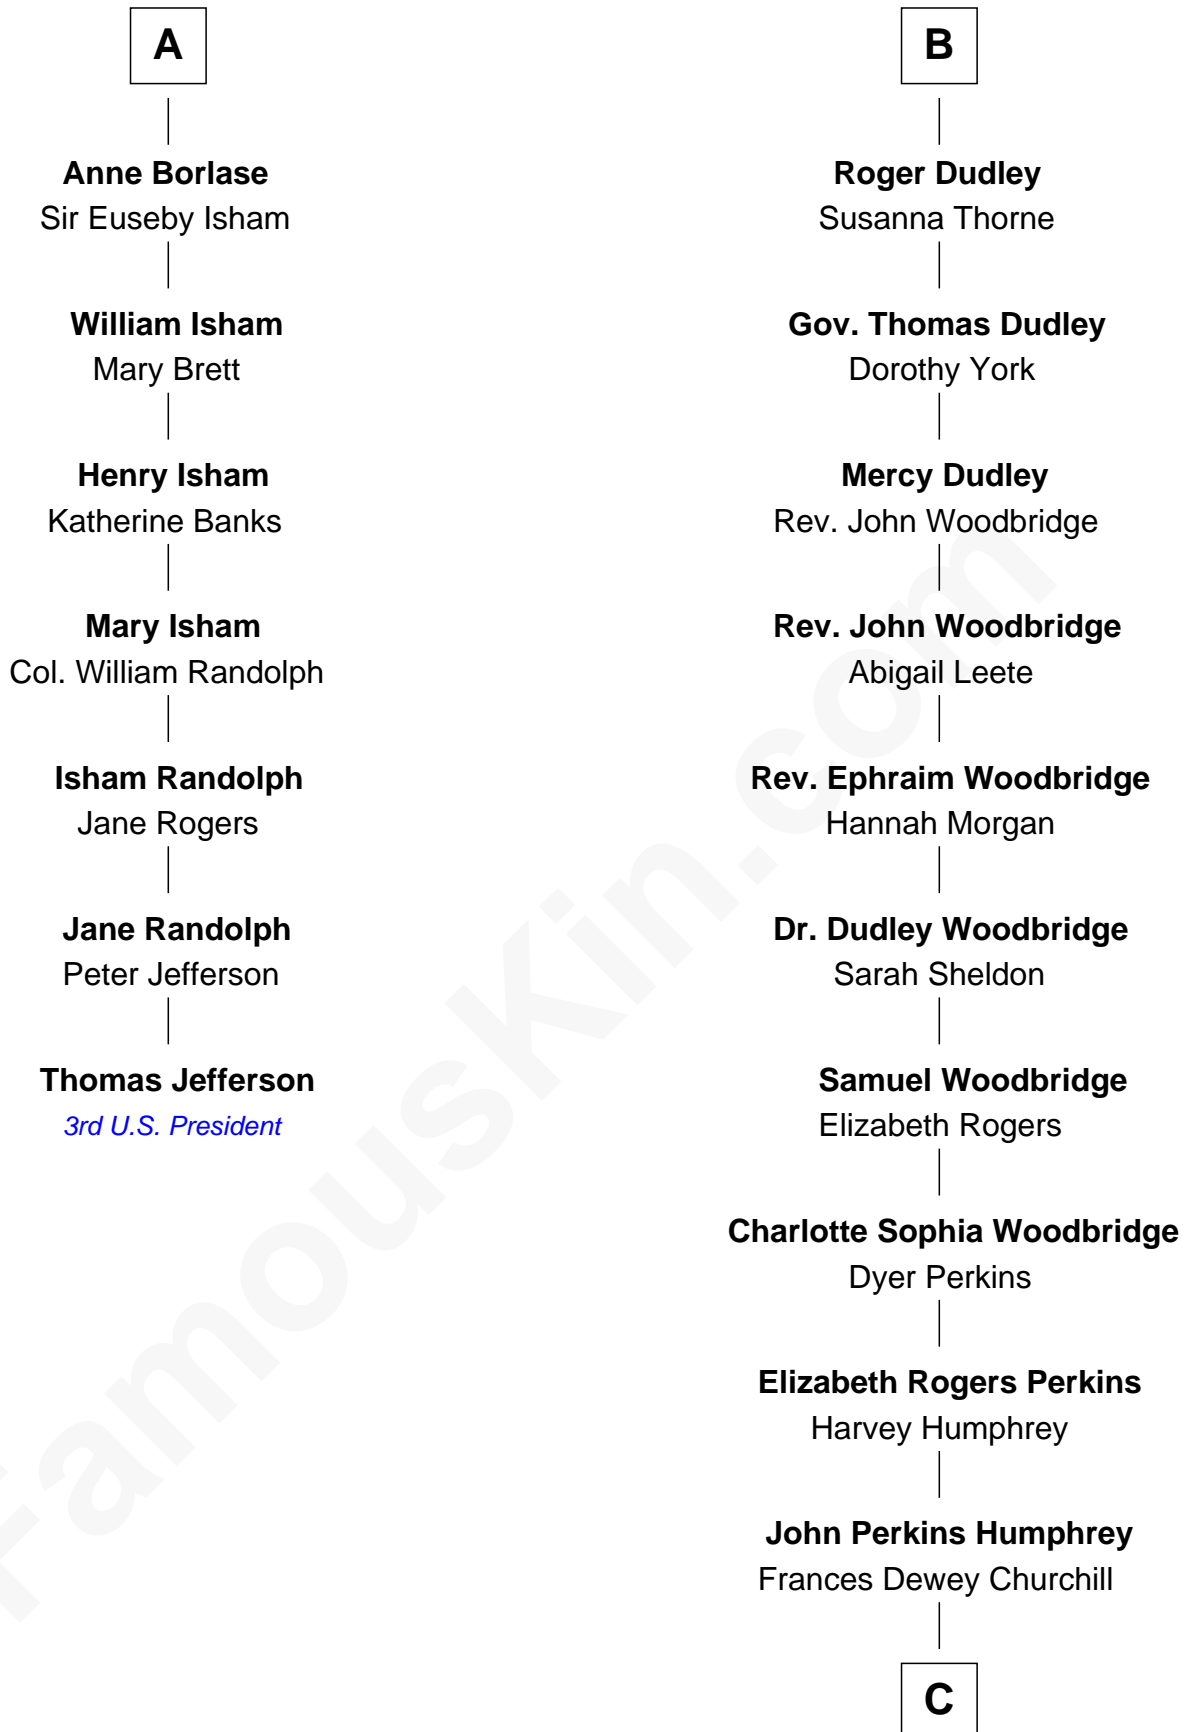 A
Anne Borlase
Sir Euseby Isham
William Isham
Mary Brett
Henry Isham
Katherine Banks
Mary Isham
Col. William Randolph
Isham Randolph
Jane Rogers
Jane Randolph
Peter Jefferson
Thomas Jefferson
3rd U.S. President
B
Roger Dudley
Susanna Thorne
Gov. Thomas Dudley
Dorothy York
Mercy Dudley
Rev. John Woodbridge
Rev. John Woodbridge
Abigail Leete
Rev. Ephraim Woodbridge
Hannah Morgan
Dr. Dudley Woodbridge
Sarah Sheldon
Samuel Woodbridge
Elizabeth Rogers
Charlotte Sophia Woodbridge
Dyer Perkins
Elizabeth Rogers Perkins
Harvey Humphrey
John Perkins Humphrey
Frances Dewey Churchill
C
FamousKin.com